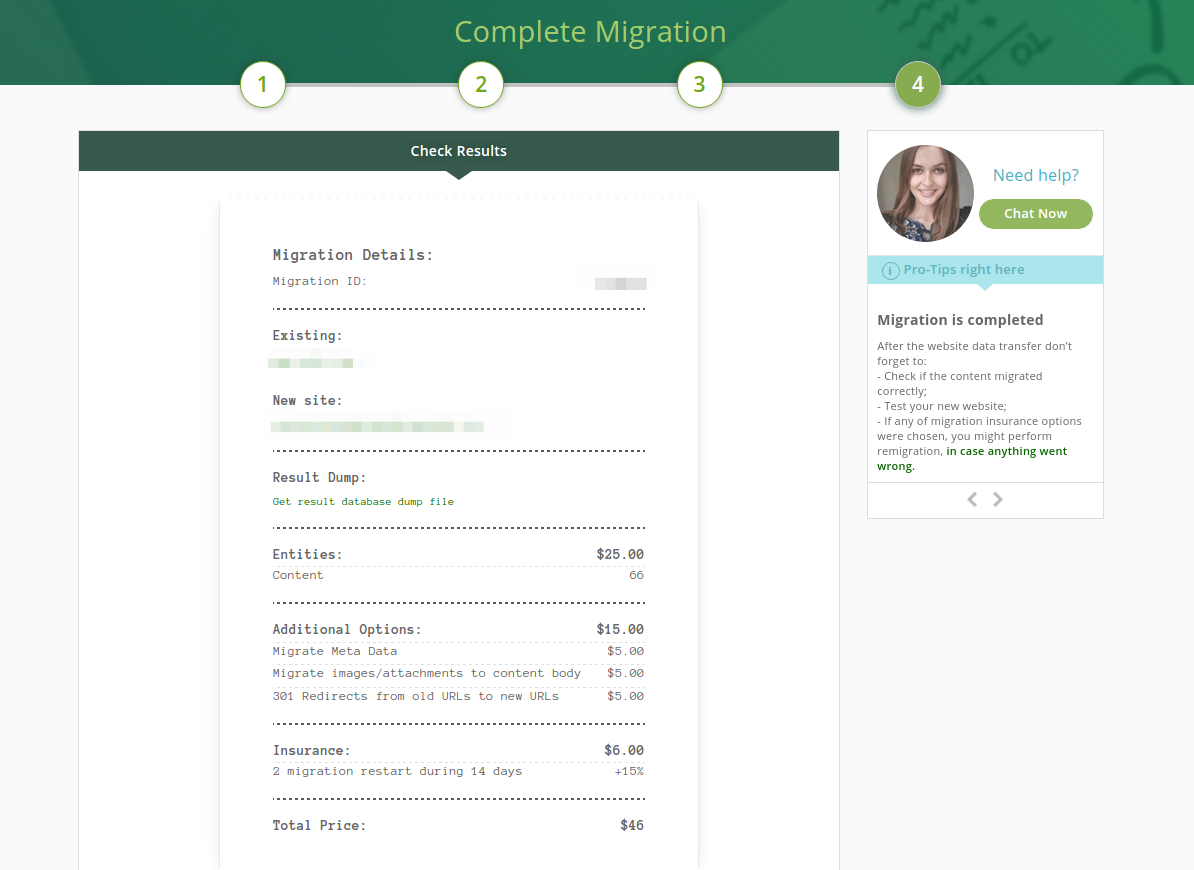 Complete Migration
1 2 3 4
Check Results
Migration Details:
Migration ID:
Existing:
New site:
Result Dump:
Get result database dump file
Entities: $25.00
Content 66
Additional Options: $15.00
Migrate Meta Data $5.00
Migrate images/attachments to content body $5.00
301 Redirects from old URLs to new URLs $5.00
Insurance: $6.00
2 migration restart during 14 days +15%
Total Price: $46
Need help?
Chat Now
i Pro-Tips right here
Migration is completed
After the website data transfer don't
forget to:
- Check if the content migrated
correctly;
- Test your new website;
- If any of migration insurance options
were chosen, you might perform
remigration, in case anything went
wrong.